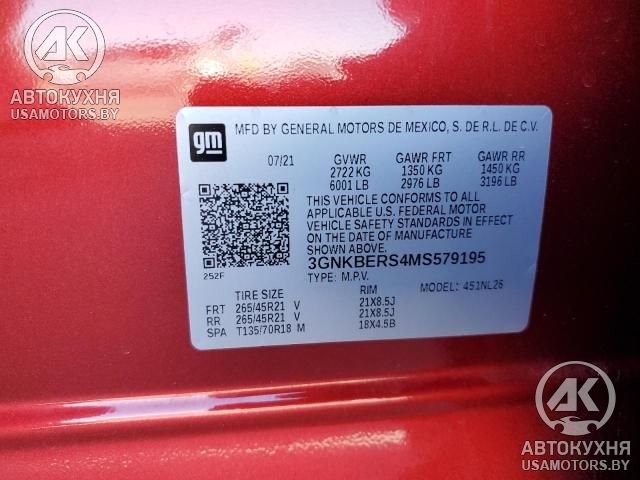 AK
АВТОКУХНЯ
USAMOTORS.BY
gm
MFD BY GENERAL MOTORS DE MEXICO, S. DE R.L. DE C.V.
07/21 GVWR GAWR FRT GAWR RR
2722 KG 1350 KG 1450 KG
6001 LB 2976 LB 3196 LB
THIS VEHICLE CONFORMS TO ALL
APPLICABLE U.S. FEDERAL MOTOR
VEHICLE SAFETY STANDARDS IN EFFECT
ON THE DATE OF MANUFACTURE SHOWN
ABOVE.
3GNKBERS4MS579195
252F
TYPE: M.P.V. MODEL: 451NL26
TIRE SIZE RIM
FRT 265/45R21 V 21X8.5J
RR 265/45R21 V 21X8.5J
SPA T135/70R18 M 18X4.5B
AK
АВТОКУХНЯ
USAMOTORS.BY